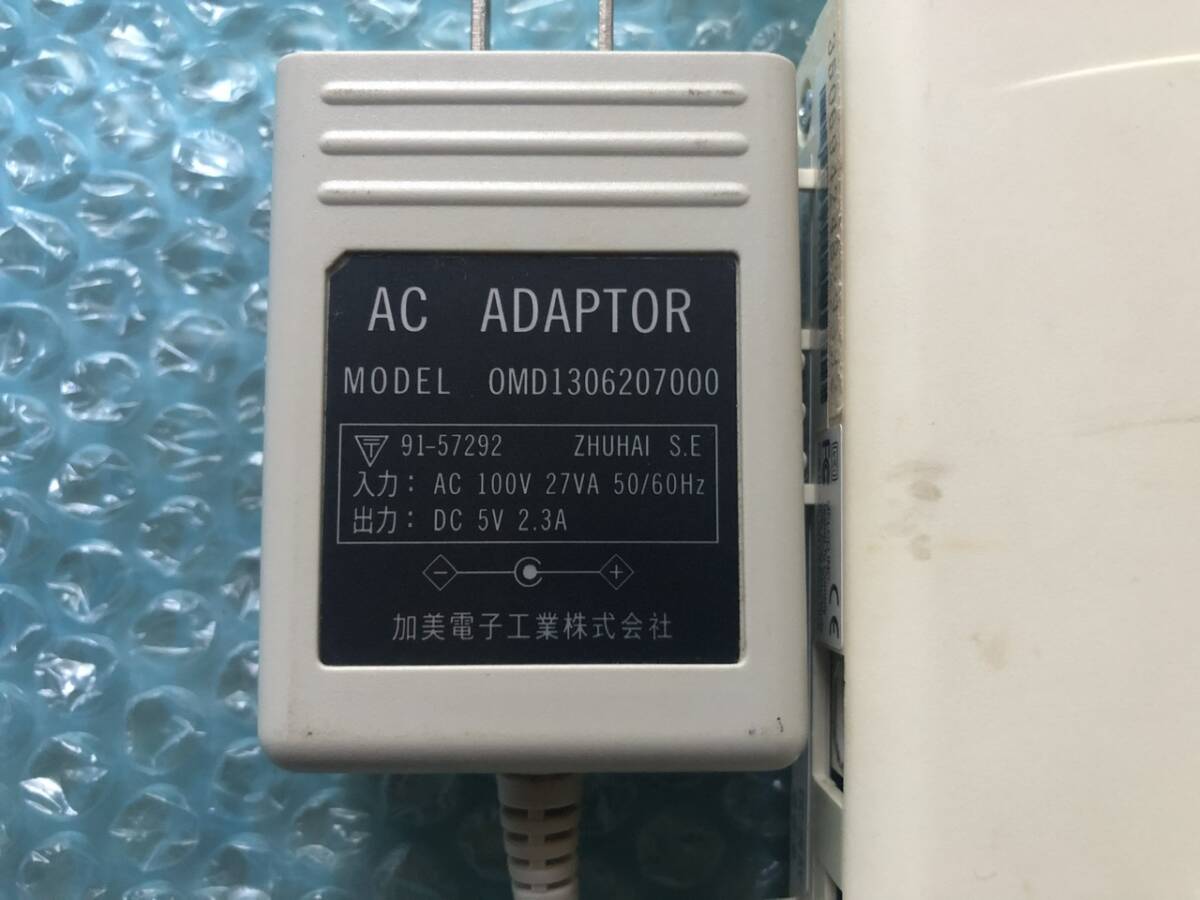 AC ADAPTOR
MODEL OMD1306207000
91-57292 ZHUHAI S.E
入力: AC 100V 27VA 50/60Hz
出力: DC 5V 2.3A
加美電子工業株式会社